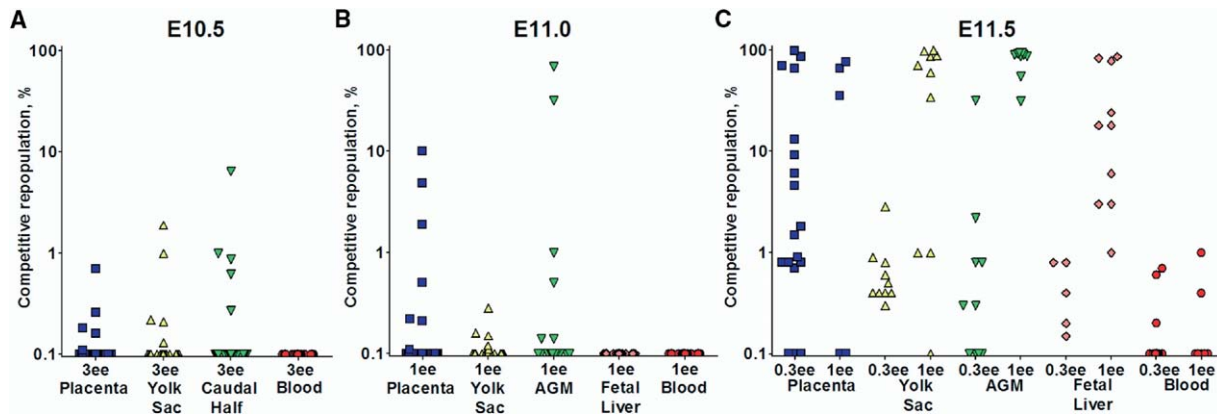 A
E10.5
Competitive repopulation, %
100
10
1
0.1
3ee 3ee 3ee 3ee
Placenta Yolk Caudal Blood
Sac Half
B
E11.0
Competitive repopulation, %
100
10
1
0.1
1ee 1ee 1ee 1ee 1ee
Placenta Yolk AGM Fetal Blood
Sac Liver
C
E11.5
Competitive repopulation, %
100
10
1
0.1
0.3ee 1ee 0.3ee 1ee 0.3ee 1ee 0.3ee 1ee 0.3ee 1ee
Placenta Yolk AGM Fetal Blood
Sac Liver